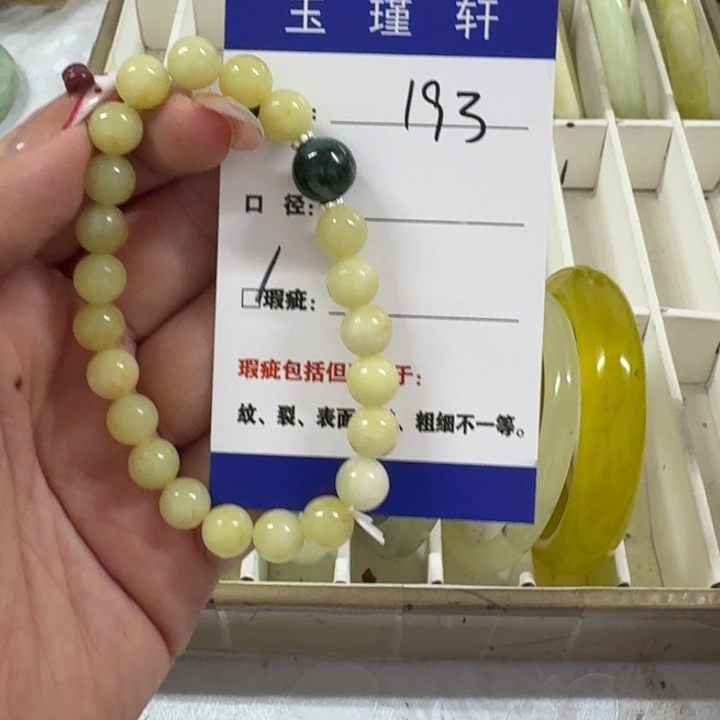 玉瑾轩
: 193
口 径:
□瑕疵:
瑕疵包括但 于:
纹、裂、表面 、粗细不一等。